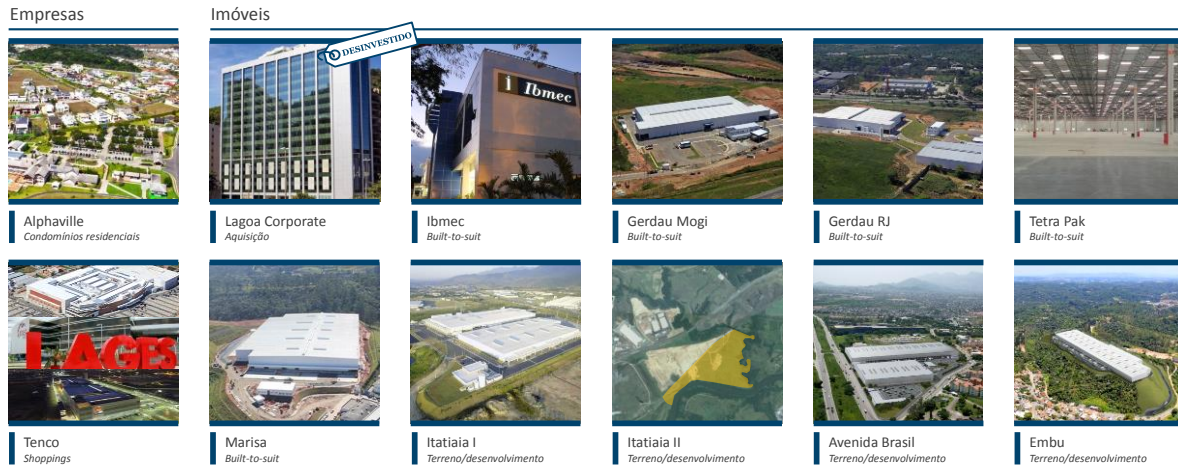 Empresas
Imóveis
DESINVESTIDO
Ibmec
Alphaville
Condomínios residenciais
Lagoa Corporate
Aquisição
Ibmec
Built-to-suit
Gerdau Mogi
Built-to-suit
Gerdau RJ
Built-to-suit
Tetra Pak
Built-to-suit
LAGES
Tenco
Shoppings
Marisa
Built-to-suit
Itatiaia I
Terreno/desenvolvimento
Itatiaia II
Terreno/desenvolvimento
Avenida Brasil
Terreno/desenvolvimento
Embu
Terreno/desenvolvimento